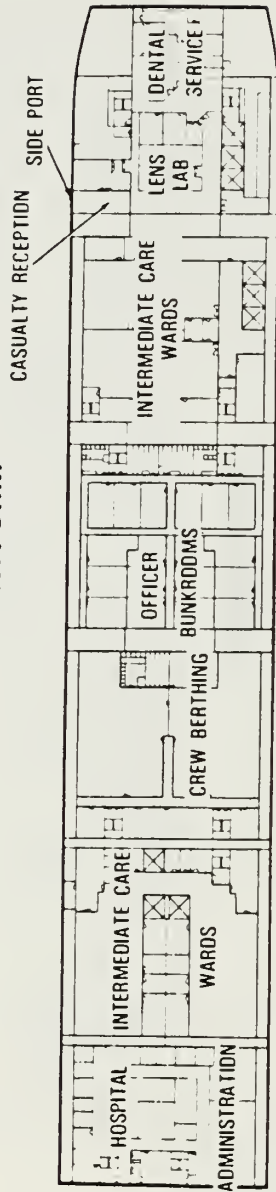 CASUALTY RECEPTION
SIDE PORT
HOSPITAL
ADMINISTRATION
INTERMEDIATE CARE
WARDS
CREW BERTHING
OFFICER
BUNKROOMS
INTERMEDIATE CARE
WARDS
LENS
LAB
DENTAL
SERVICE